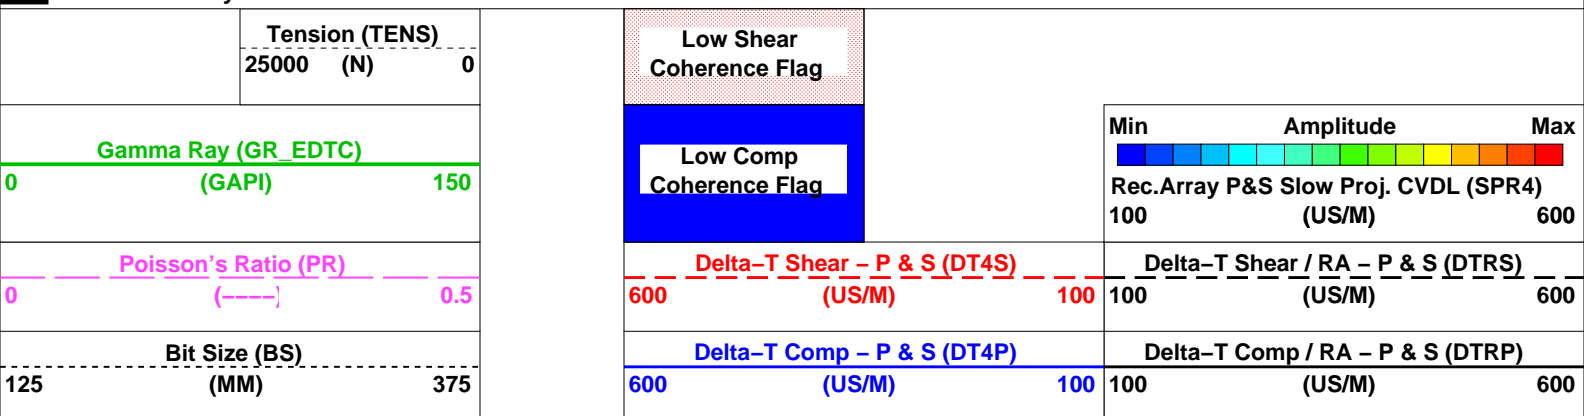 Tension (TENS)
25000 (N) 0
Low Shear
Coherence Flag
Gamma Ray (GR_EDTC)
0 (GAPI) 150
Low Comp
Coherence Flag
Min Amplitude Max
Rec.Array P&S Slow Proj. CVDL (SPR4)
100 (US/M) 600
Poisson's Ratio (PR)
0 (----) 0.5
Delta-T Shear - P & S (DT4S)
600 (US/M) 100
Delta-T Shear / RA - P & S (DTRS)
100 (US/M) 600
Bit Size (BS)
125 (MM) 375
Delta-T Comp - P & S (DT4P)
600 (US/M) 100
Delta-T Comp / RA - P & S (DTRP)
100 (US/M) 600